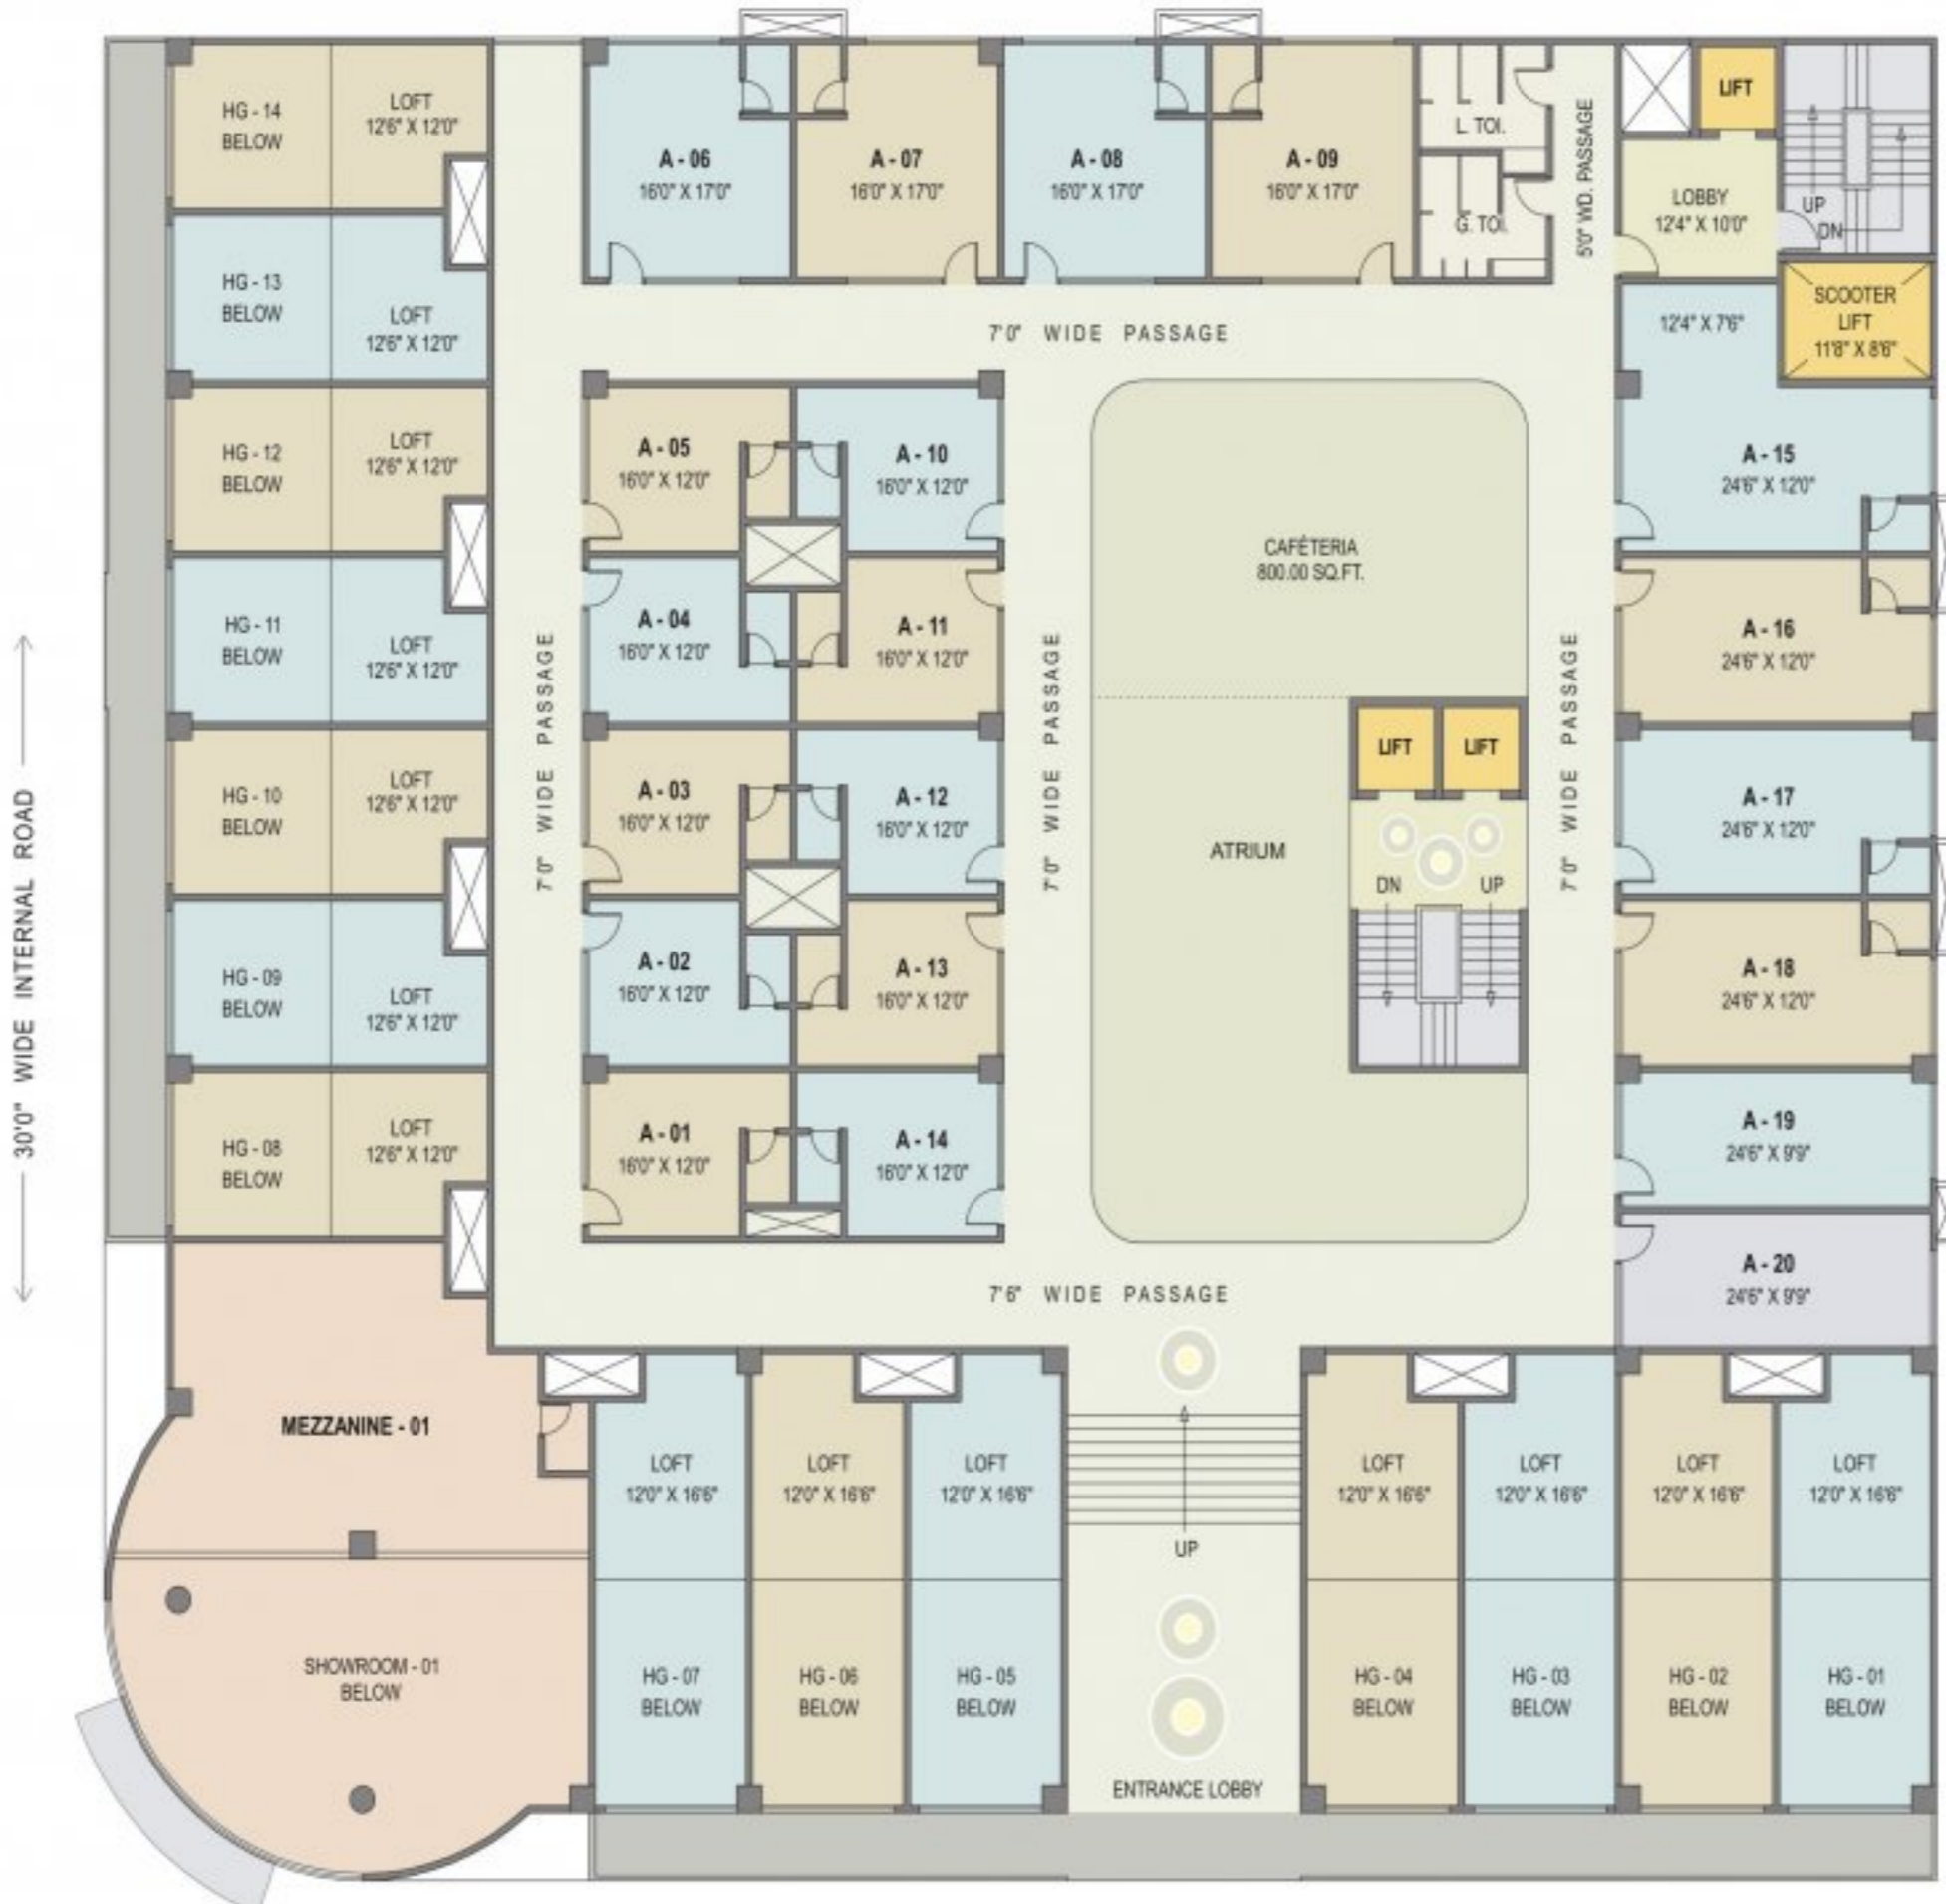 HG - 14
BELOW
LOFT
12'6" X 12'0"
HG - 13
BELOW
LOFT
12'6" X 12'0"
HG - 12
BELOW
LOFT
12'6" X 12'0"
HG - 11
BELOW
LOFT
12'6" X 12'0"
HG - 10
BELOW
LOFT
12'6" X 12'0"
HG - 09
BELOW
LOFT
12'6" X 12'0"
HG - 08
BELOW
LOFT
12'6" X 12'0"
30'0" WIDE INTERNAL ROAD
A - 06
16'0" X 17'0"
A - 07
16'0" X 17'0"
A - 08
16'0" X 17'0"
A - 09
16'0" X 17'0"
L. TOI.
G. TOI.
5'0" WD. PASSAGE
LIFT
LOBBY
12'4" X 10'0"
UP
DN
SCOOTER
LIFT
11'8" X 8'6"
7'0" WIDE PASSAGE
12'4" X 7'6"
A - 05
16'0" X 12'0"
A - 10
16'0" X 12'0"
A - 04
16'0" X 12'0"
A - 11
16'0" X 12'0"
A - 03
16'0" X 12'0"
A - 12
16'0" X 12'0"
A - 02
16'0" X 12'0"
A - 13
16'0" X 12'0"
A - 01
16'0" X 12'0"
A - 14
16'0" X 12'0"
7'0" WIDE PASSAGE
7'0" WIDE PASSAGE
CAFÉTERIA
800.00 SQ.FT.
ATRIUM
LIFT
LIFT
DN
UP
7'0" WIDE PASSAGE
A - 15
24'6" X 12'0"
A - 16
24'6" X 12'0"
A - 17
24'6" X 12'0"
A - 18
24'6" X 12'0"
A - 19
24'6" X 9'9"
A - 20
24'6" X 9'9"
7'6" WIDE PASSAGE
MEZZANINE - 01
SHOWROOM - 01
BELOW
LOFT
12'0" X 16'6"
LOFT
12'0" X 16'6"
LOFT
12'0" X 16'6"
UP
LOFT
12'0" X 16'6"
LOFT
12'0" X 16'6"
LOFT
12'0" X 16'6"
LOFT
12'0" X 16'6"
HG - 07
BELOW
HG - 06
BELOW
HG - 05
BELOW
ENTRANCE LOBBY
HG - 04
BELOW
HG - 03
BELOW
HG - 02
BELOW
HG - 01
BELOW